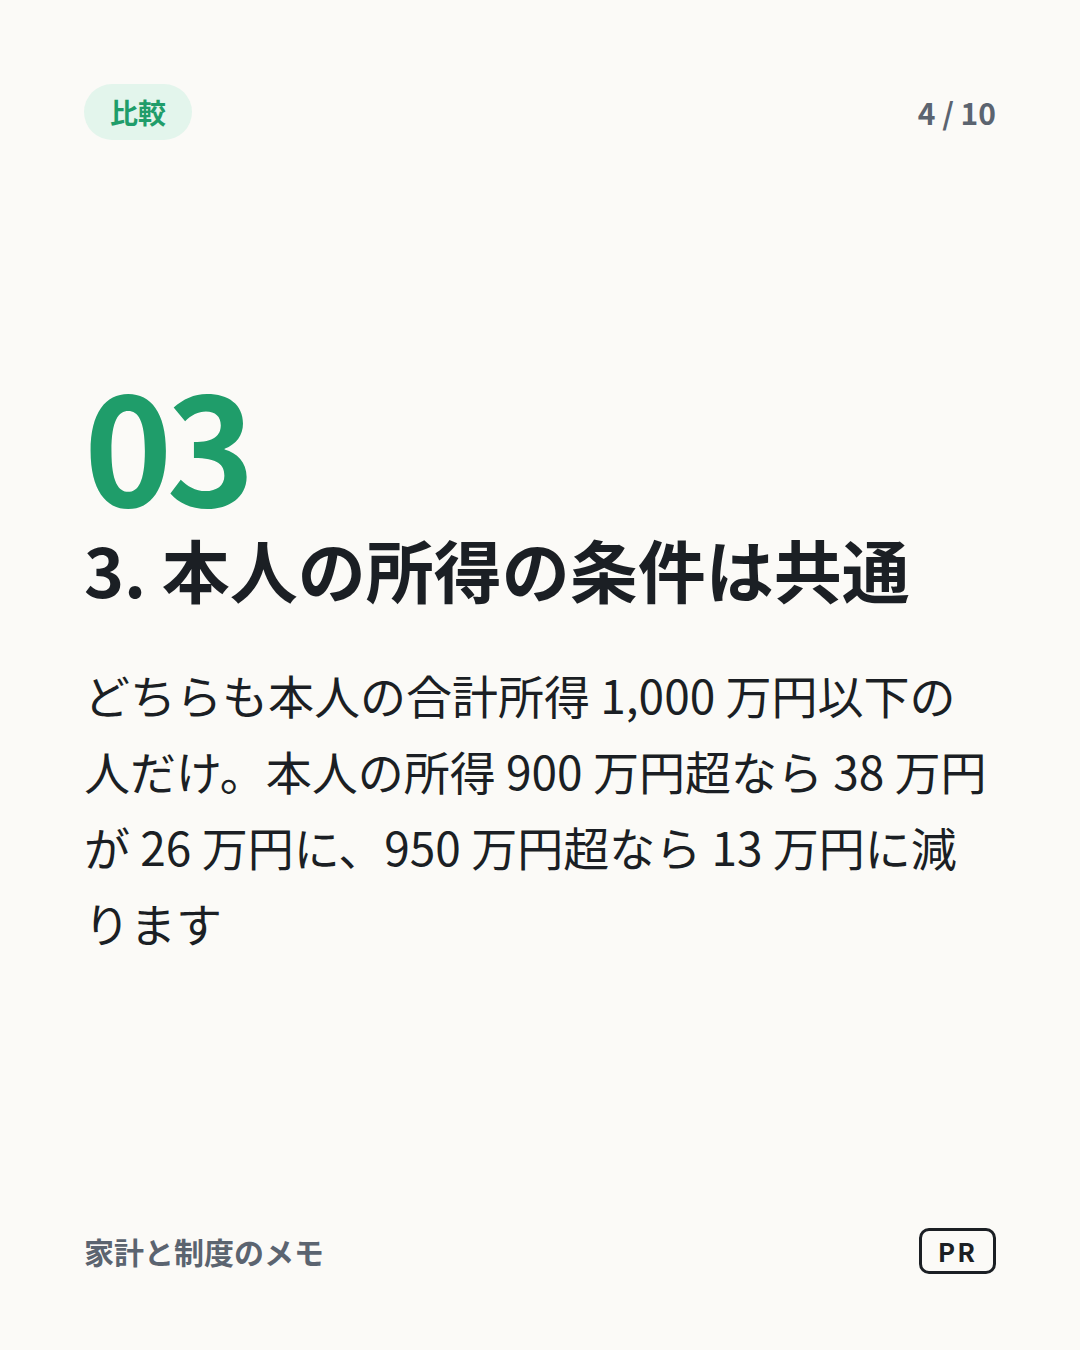 比較
4 / 10
03
3. 本人の所得の条件は共通
どちらも本人の合計所得 1,000 万円以下の
人だけ。本人の所得 900 万円超なら 38 万円
が 26 万円に、950 万円超なら 13 万円に減
ります
家計と制度のメモ
PR